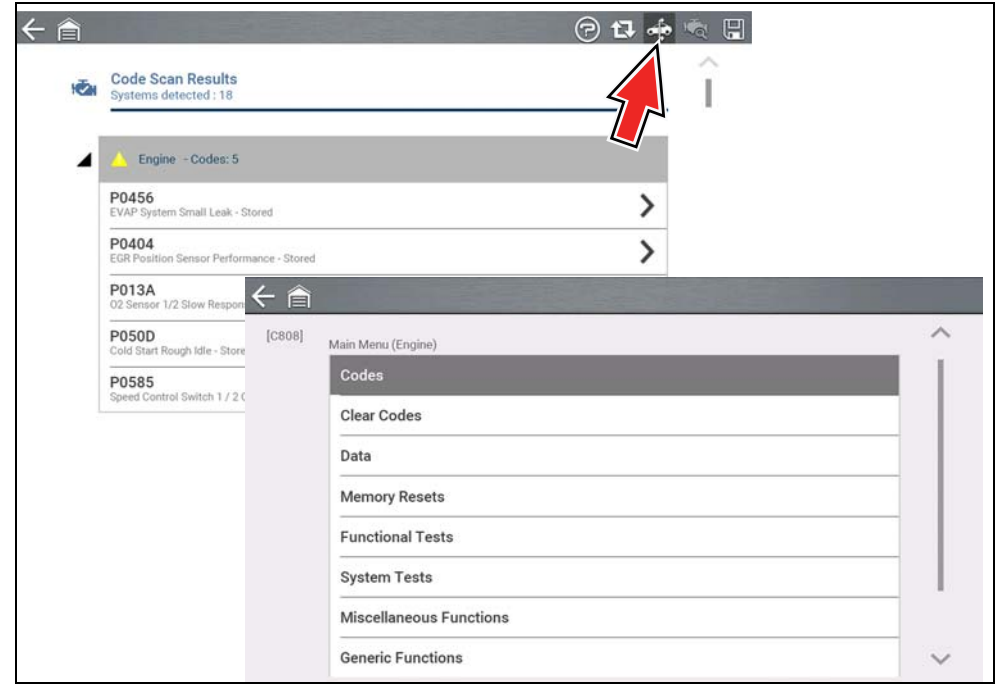 Code Scan Results
Systems detected : 18
Engine - Codes: 5
P0456
EVAP System Small Leak - Stored
P0404
EGR Position Sensor Performance - Stored
P013A
O2 Sensor 1/2 Slow Respon
P050D
Cold Start Rough Idle - Store
P0585
Speed Control Switch 1 / 2 C
[C808]
Main Menu (Engine)
Codes
Clear Codes
Data
Memory Resets
Functional Tests
System Tests
Miscellaneous Functions
Generic Functions